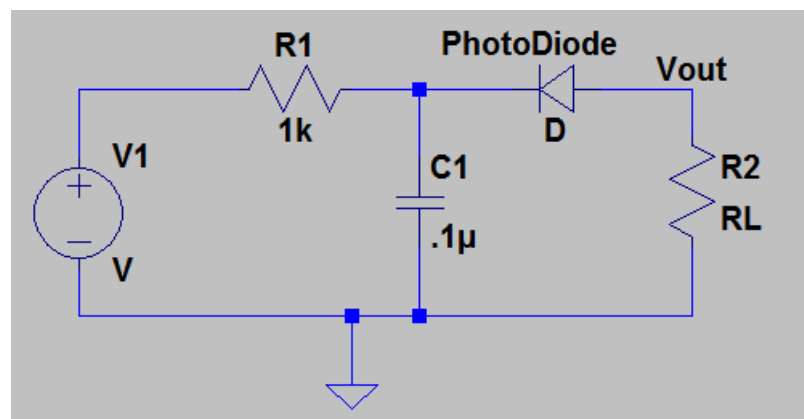 R1
1k
PhotoDiode
D
Vout
V1
V
C1
.1µ
R2
RL